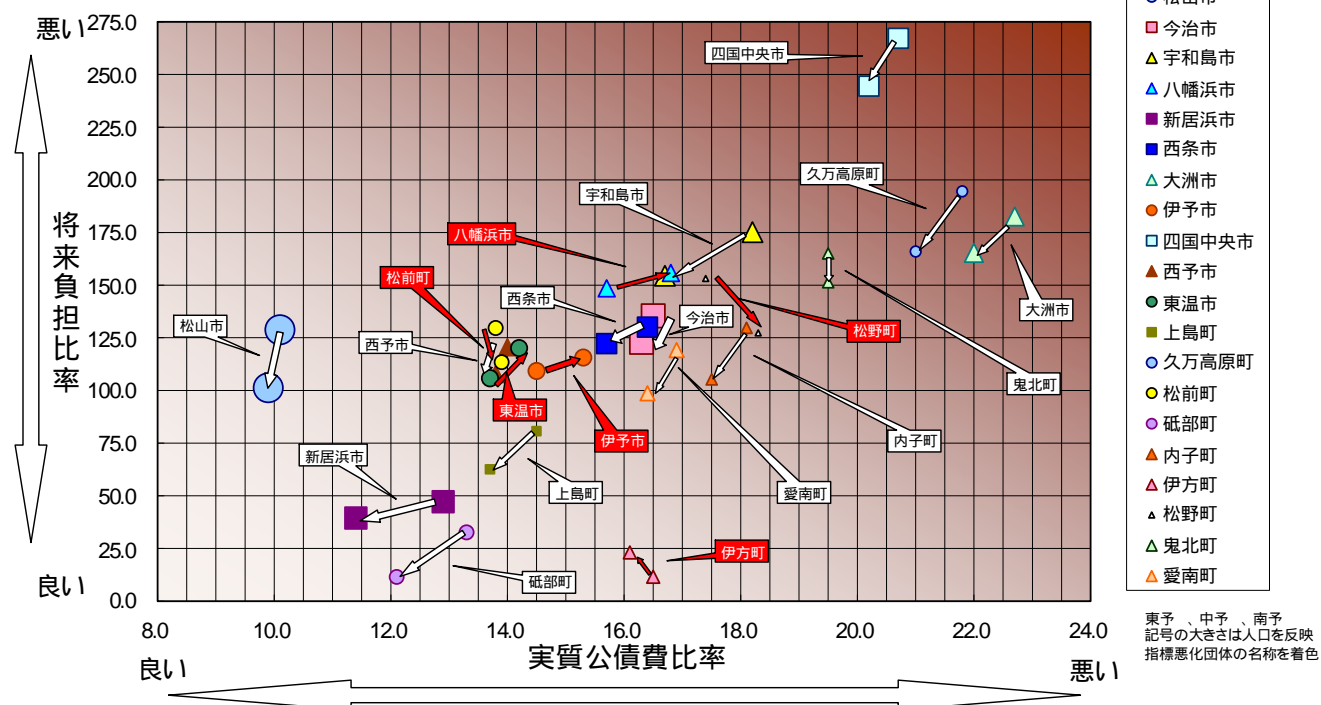 悪い
275.0
250.0
225.0
200.0
175.0
150.0
125.0
100.0
75.0
50.0
25.0
0.0
良い
将来負担比率
8.0 10.0 12.0 14.0 16.0 18.0 20.0 22.0 24.0
良い
実質公債費比率
悪い
四国中央市
久万高原町
宇和島市
八幡浜市
松前町
西条市
今治市
松野町
大洲市
松山市
西予市
鬼北町
東温市
伊予市
内子町
新居浜市
上島町
愛南町
伊方町
砥部町
松山市
今治市
宇和島市
八幡浜市
新居浜市
西条市
大洲市
伊予市
四国中央市
西予市
東温市
上島町
久万高原町
松前町
砥部町
内子町
伊方町
松野町
鬼北町
愛南町
東予 、中予 、南予
記号の大きさは人口を反映
指標悪化団体の名称を着色